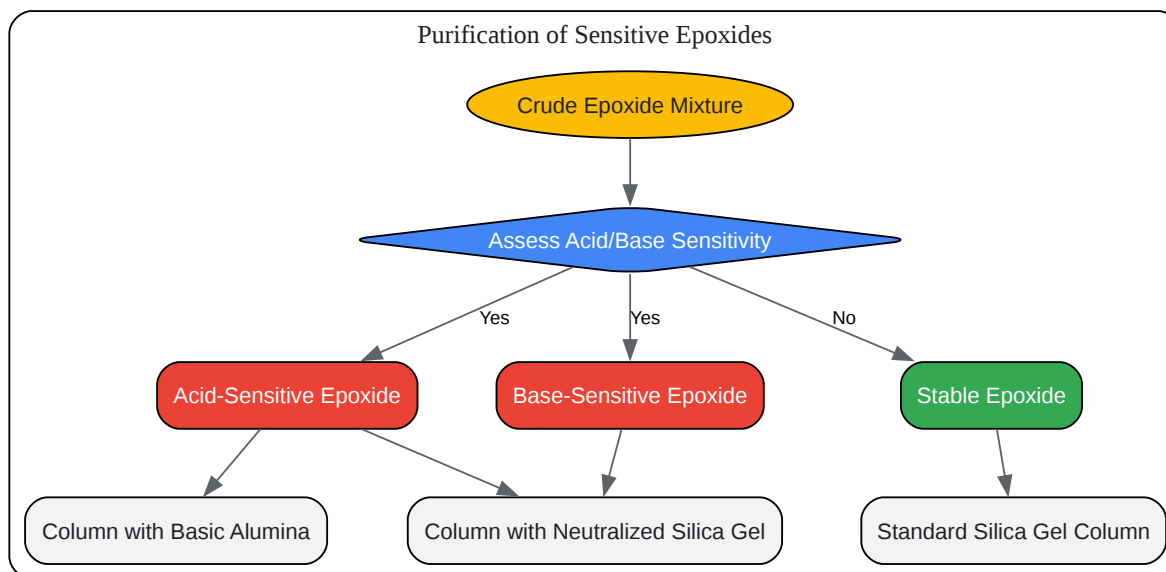 Purification of Sensitive Epoxides
Crude Epoxide Mixture
Assess Acid/Base Sensitivity
Yes
Yes
No
Acid-Sensitive Epoxide
Base-Sensitive Epoxide
Stable Epoxide
Column with Basic Alumina
Column with Neutralized Silica Gel
Standard Silica Gel Column